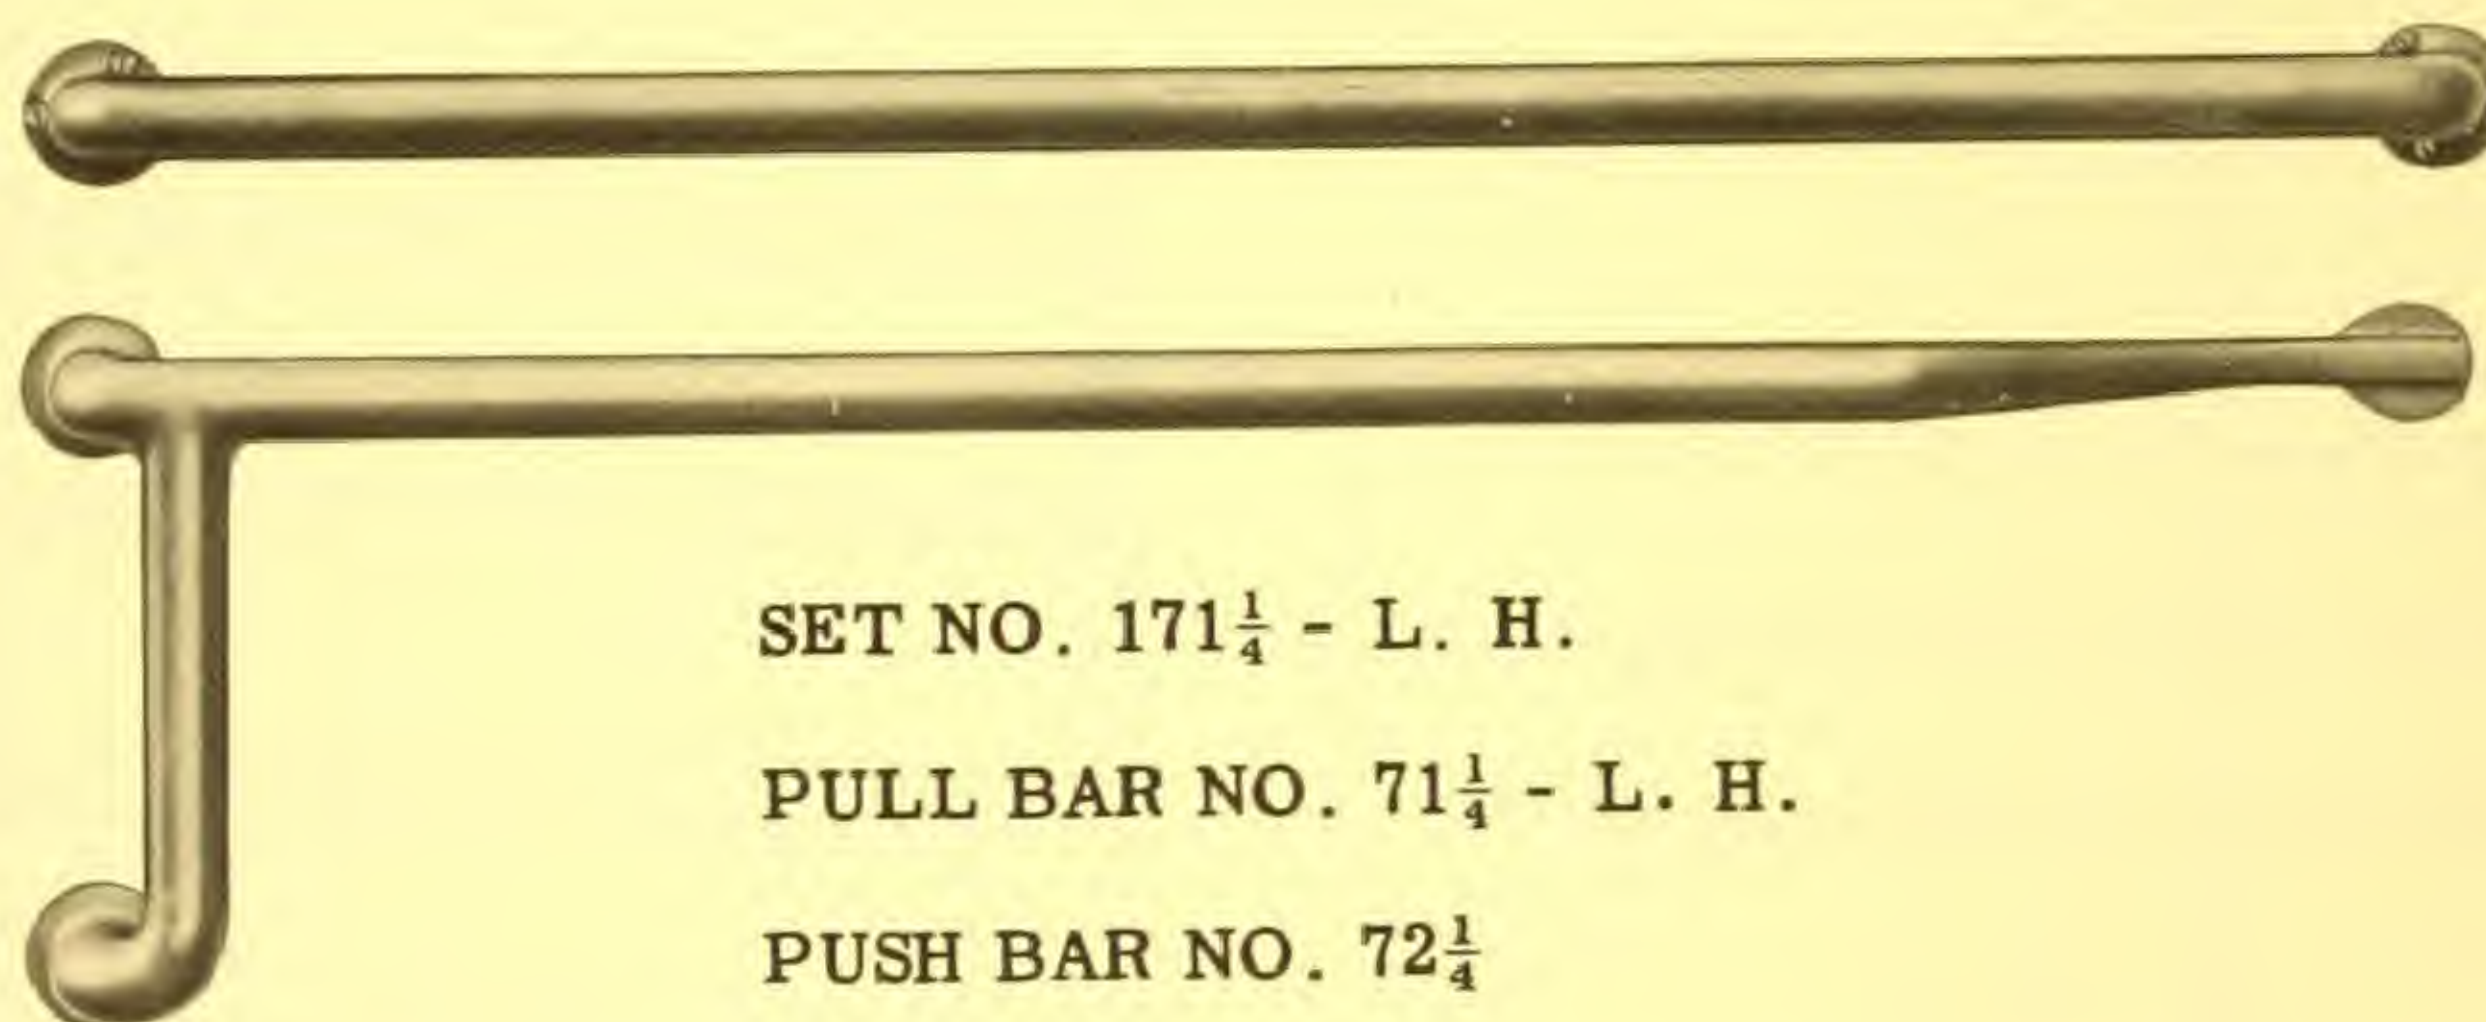 SET NO. 171¼ - L. H.
PULL BAR NO. 71¼ - L. H.
PUSH BAR NO. 72¼